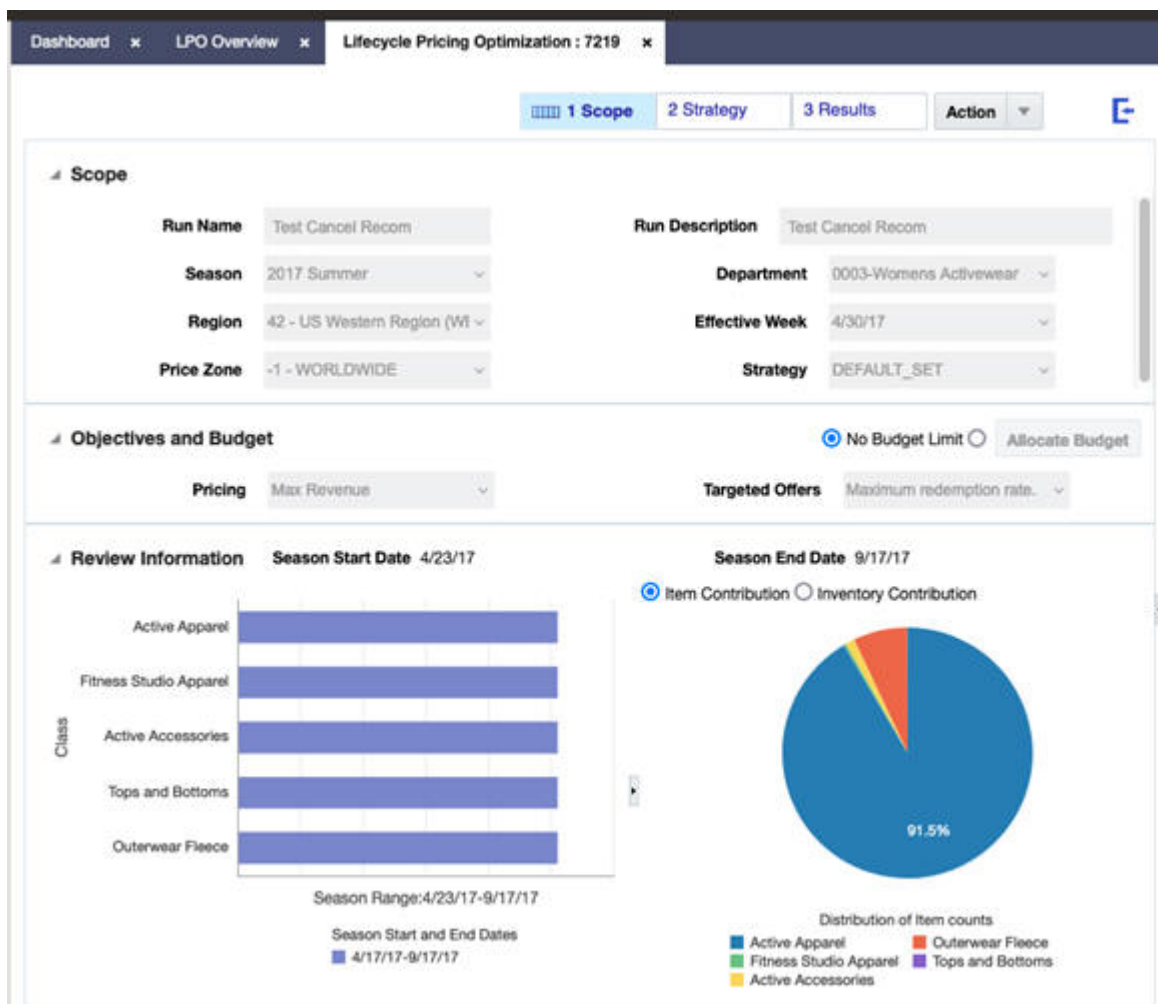 Dashboard × LPO Overview × Lifecycle Pricing Optimization : 7219 ×
1 Scope 2 Strategy 3 Results Action
Scope
Run Name Test Cancel Recom Run Description Test Cancel Recom
Season 2017 Summer Department 0003-Womens Activewear
Region 42 - US Western Region (WE Effective Week 4/30/17
Price Zone -1 - WORLDWIDE Strategy DEFAULT_SET
Objectives and Budget No Budget Limit Allocate Budget
Pricing Max Revenue Targeted Offers Maximum redemption rate.
Review Information Season Start Date 4/23/17 Season End Date 9/17/17
Item Contribution Inventory Contribution
Class
Active Apparel
Fitness Studio Apparel
Active Accessories
Tops and Bottoms
Outerwear Fleece
91.5%
Season Range:4/23/17-9/17/17
Season Start and End Dates
4/17/17-9/17/17
Distribution of Item counts
Active Apparel Outerwear Fleece
Fitness Studio Apparel Tops and Bottoms
Active Accessories